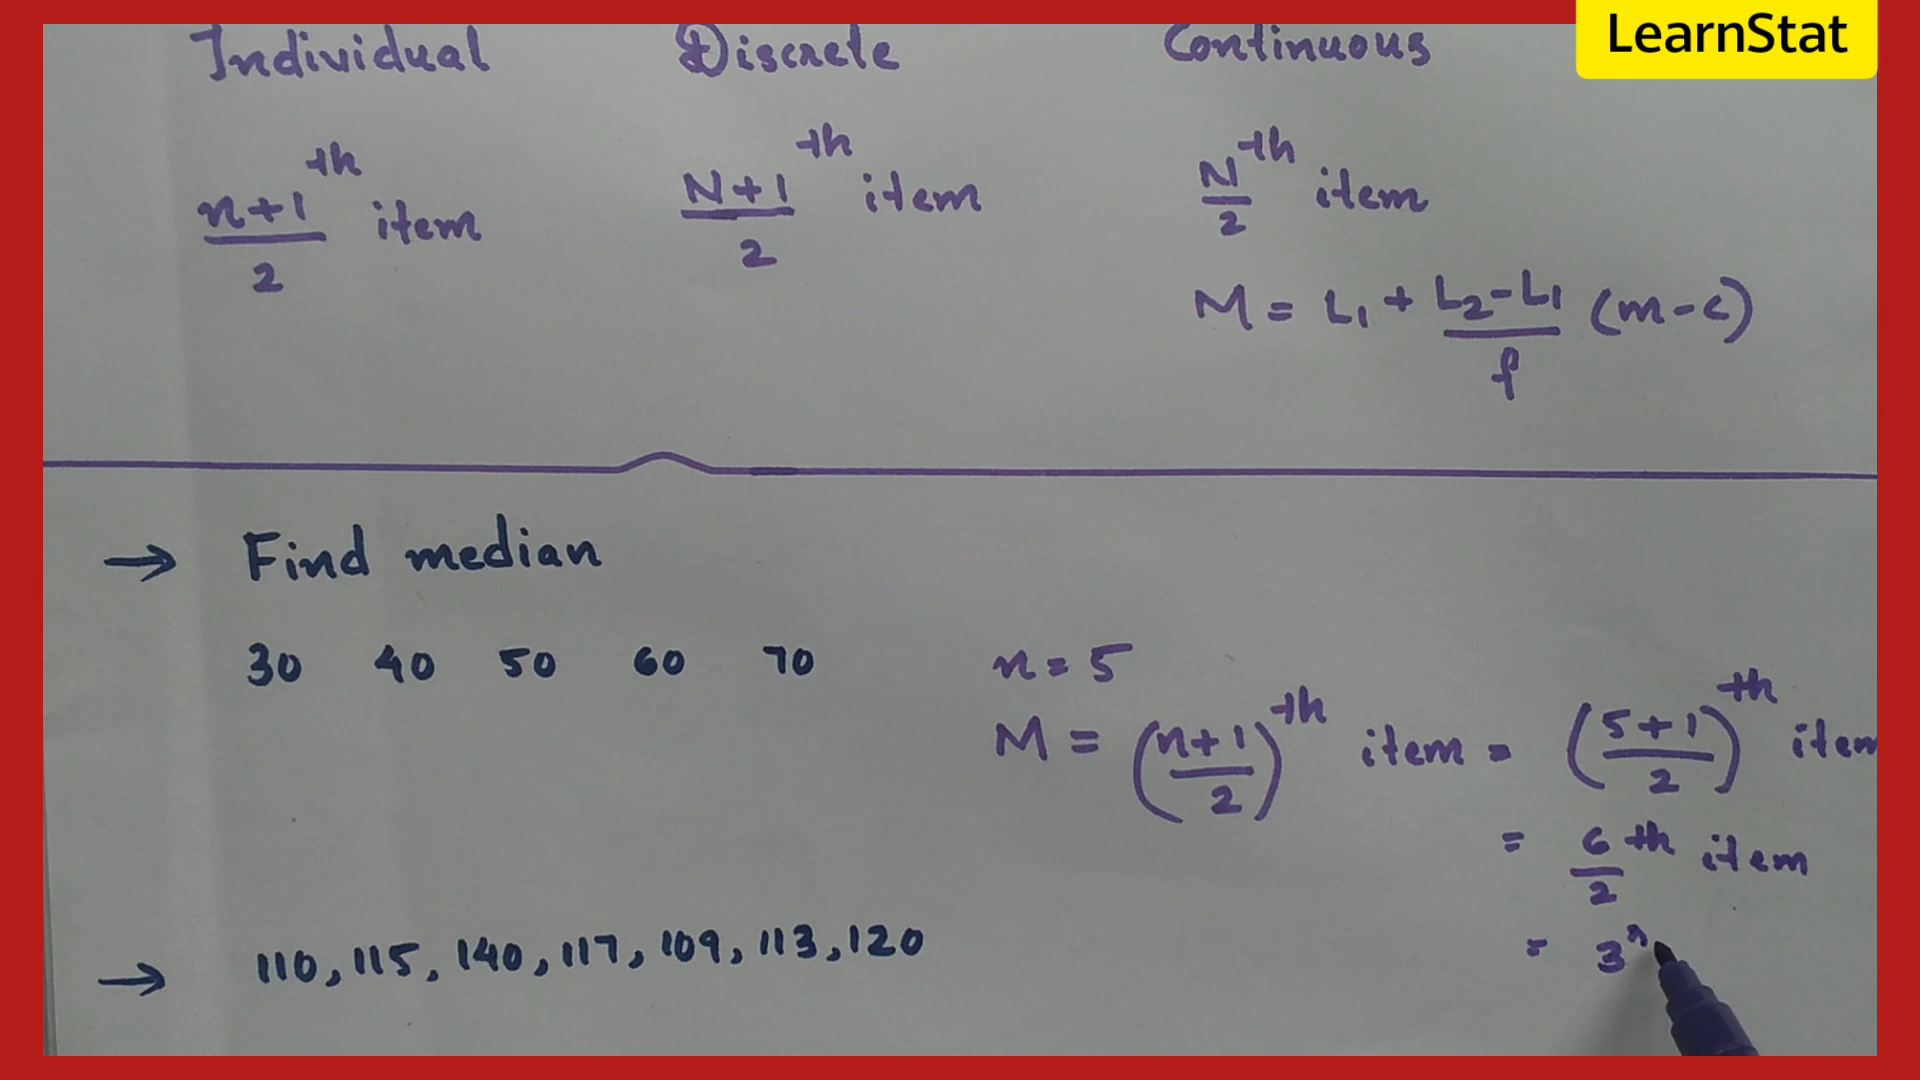 LearnStat
Individual Discrete Continuous
n+1/2 th item N+1/2 th item N/2 th item
M = L1 + L2-L1/f (m-c)
→ Find median
30 40 50 60 70 n = 5
M = (n+1/2)th item = (5+1/2)th item
= 6/2 th item
= 3r
→ 110, 115, 140, 117, 109, 113, 120